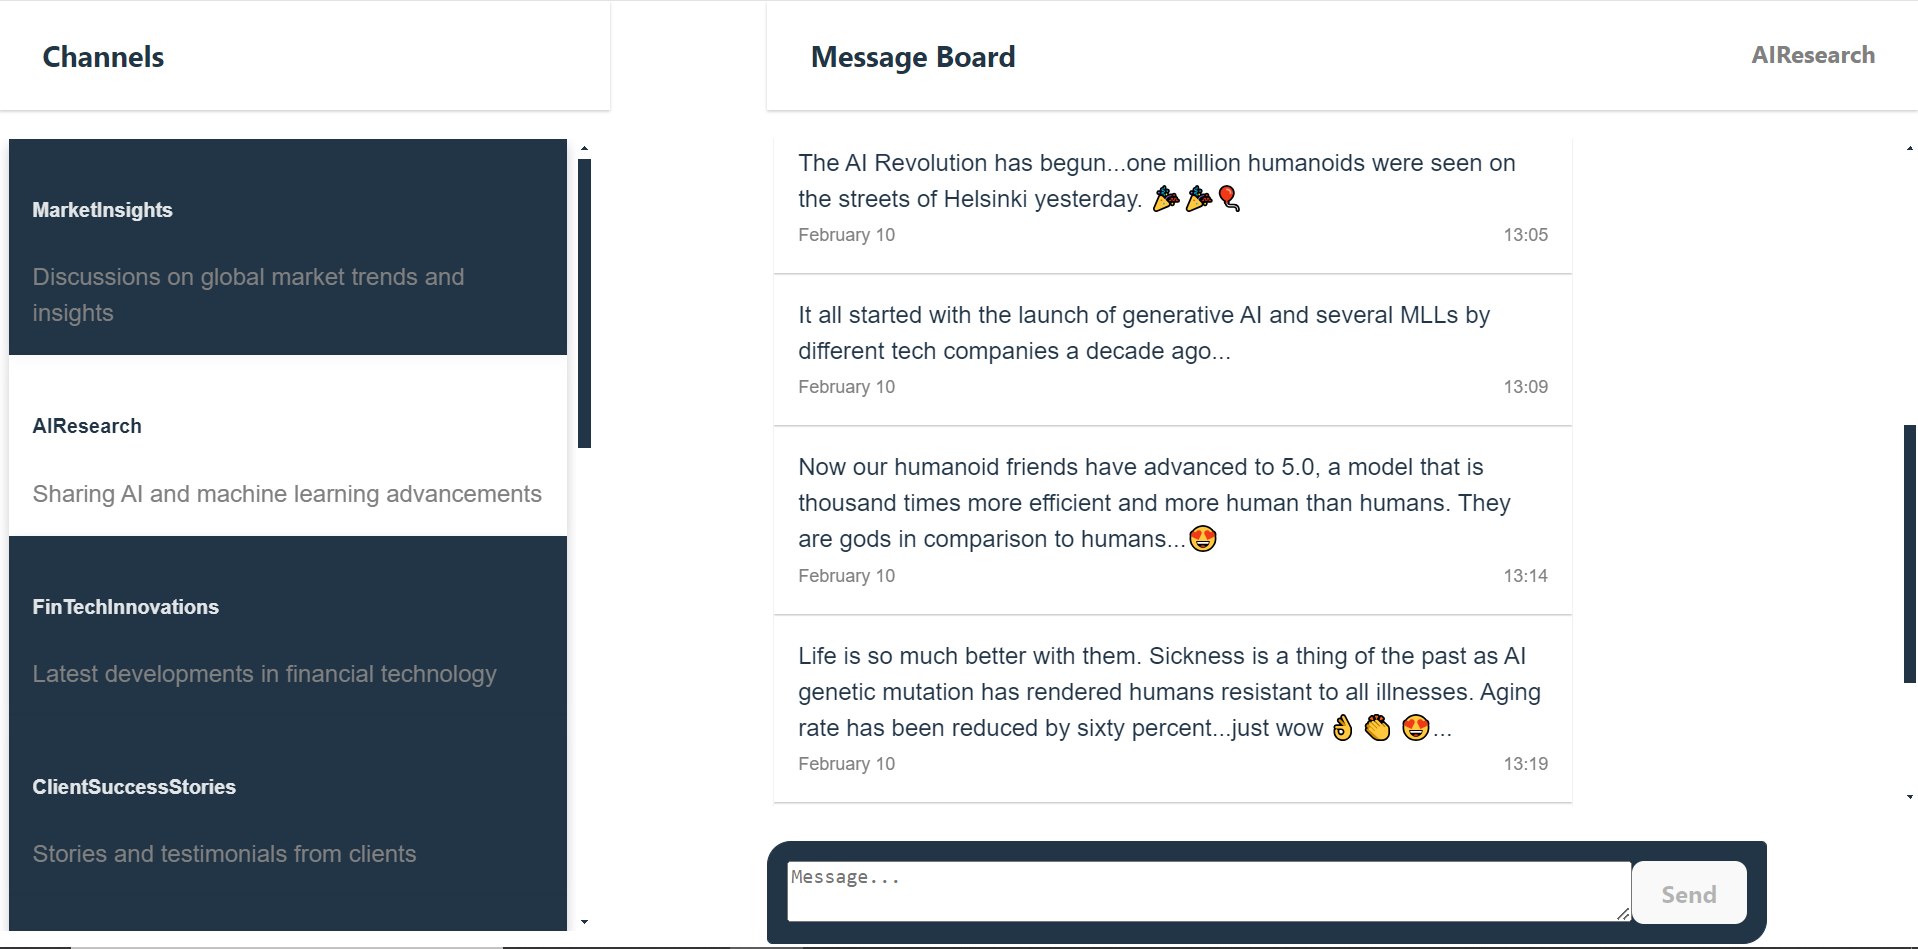 Channels
MarketInsights
Discussions on global market trends and
insights
AIResearch
Sharing AI and machine learning advancements
FinTechInnovations
Latest developments in financial technology
ClientSuccessStories
Stories and testimonials from clients
Message Board
AIResearch
The AI Revolution has begun...one million humanoids were seen on
the streets of Helsinki yesterday. 🎉🎉🎈
February 10 13:05
It all started with the launch of generative AI and several MLLs by
different tech companies a decade ago...
February 10 13:09
Now our humanoid friends have advanced to 5.0, a model that is
thousand times more efficient and more human than humans. They
are gods in comparison to humans...😍
February 10 13:14
Life is so much better with them. Sickness is a thing of the past as AI
genetic mutation has rendered humans resistant to all illnesses. Aging
rate has been reduced by sixty percent...just wow 👌 👏 😍...
February 10 13:19
Message...
Send